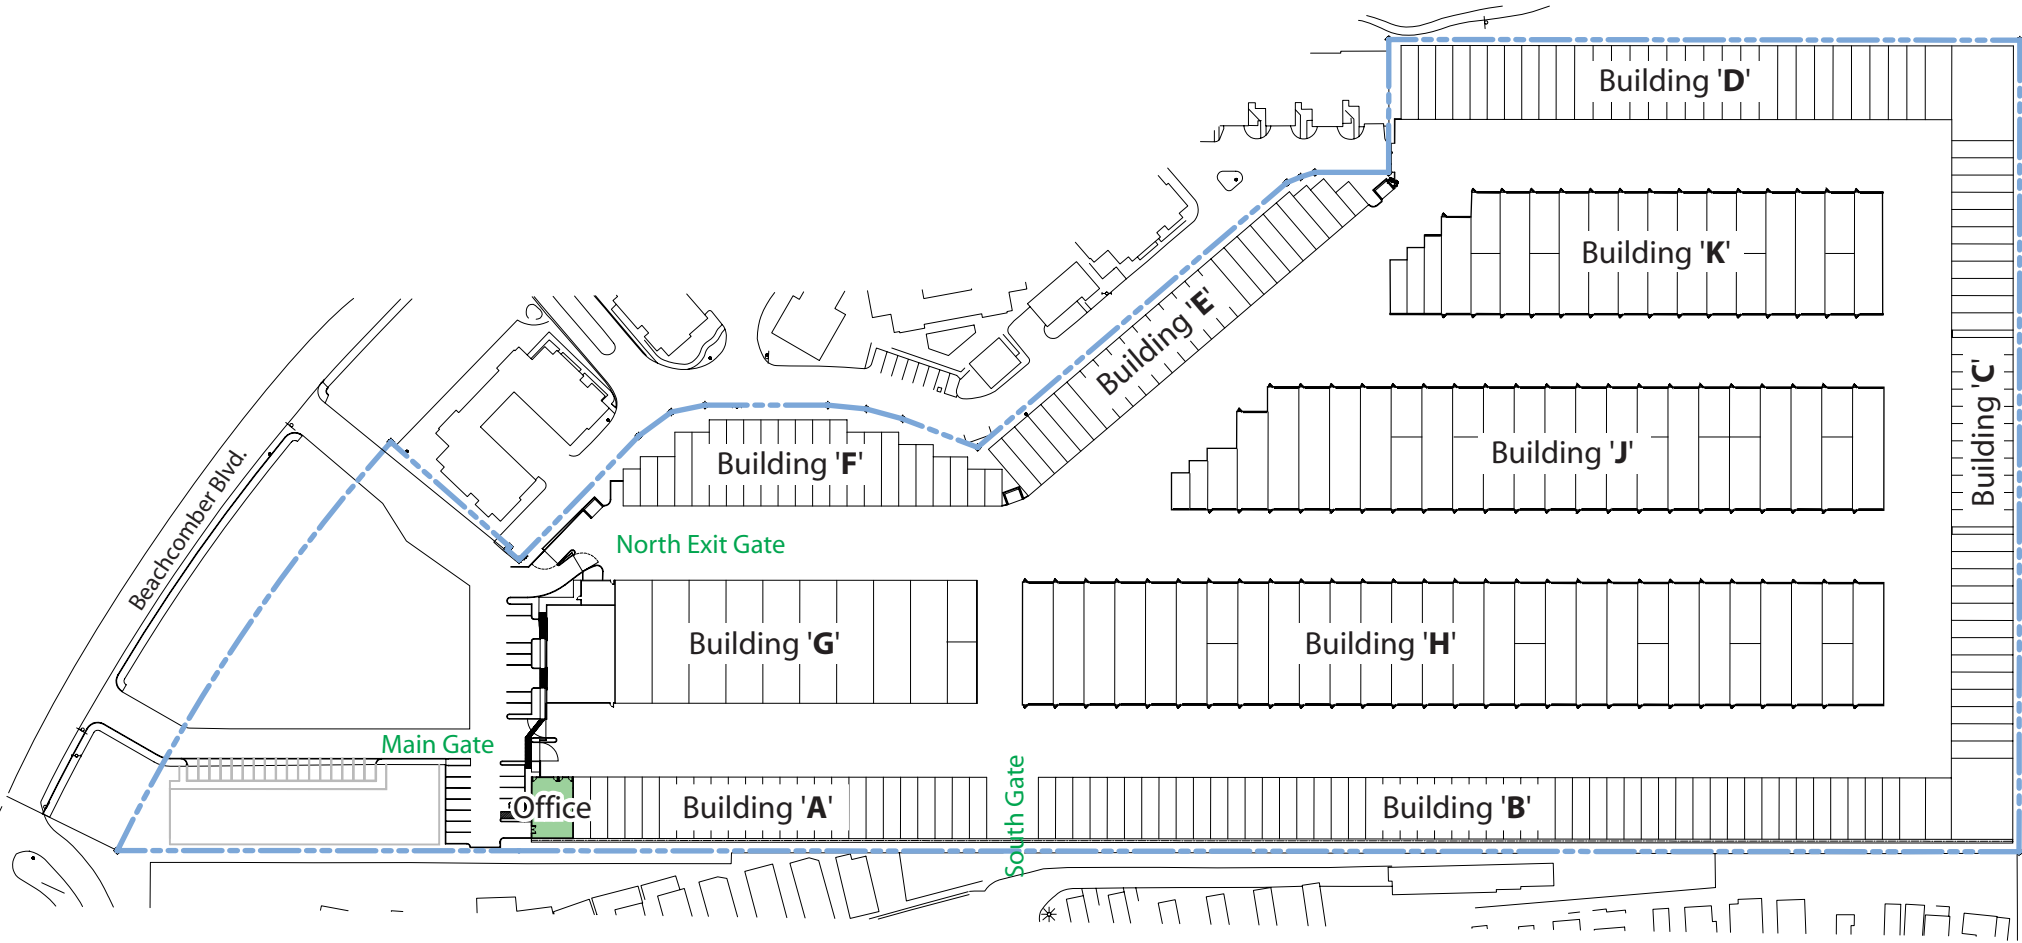 Building 'D'
Building 'K'
Building 'E'
Building 'C'
Building 'J'
Building 'F'
Beachcomber Blvd.
North Exit Gate
Building 'G'
Building 'H'
Main Gate
Office
Building 'A'
South Gate
Building 'B'